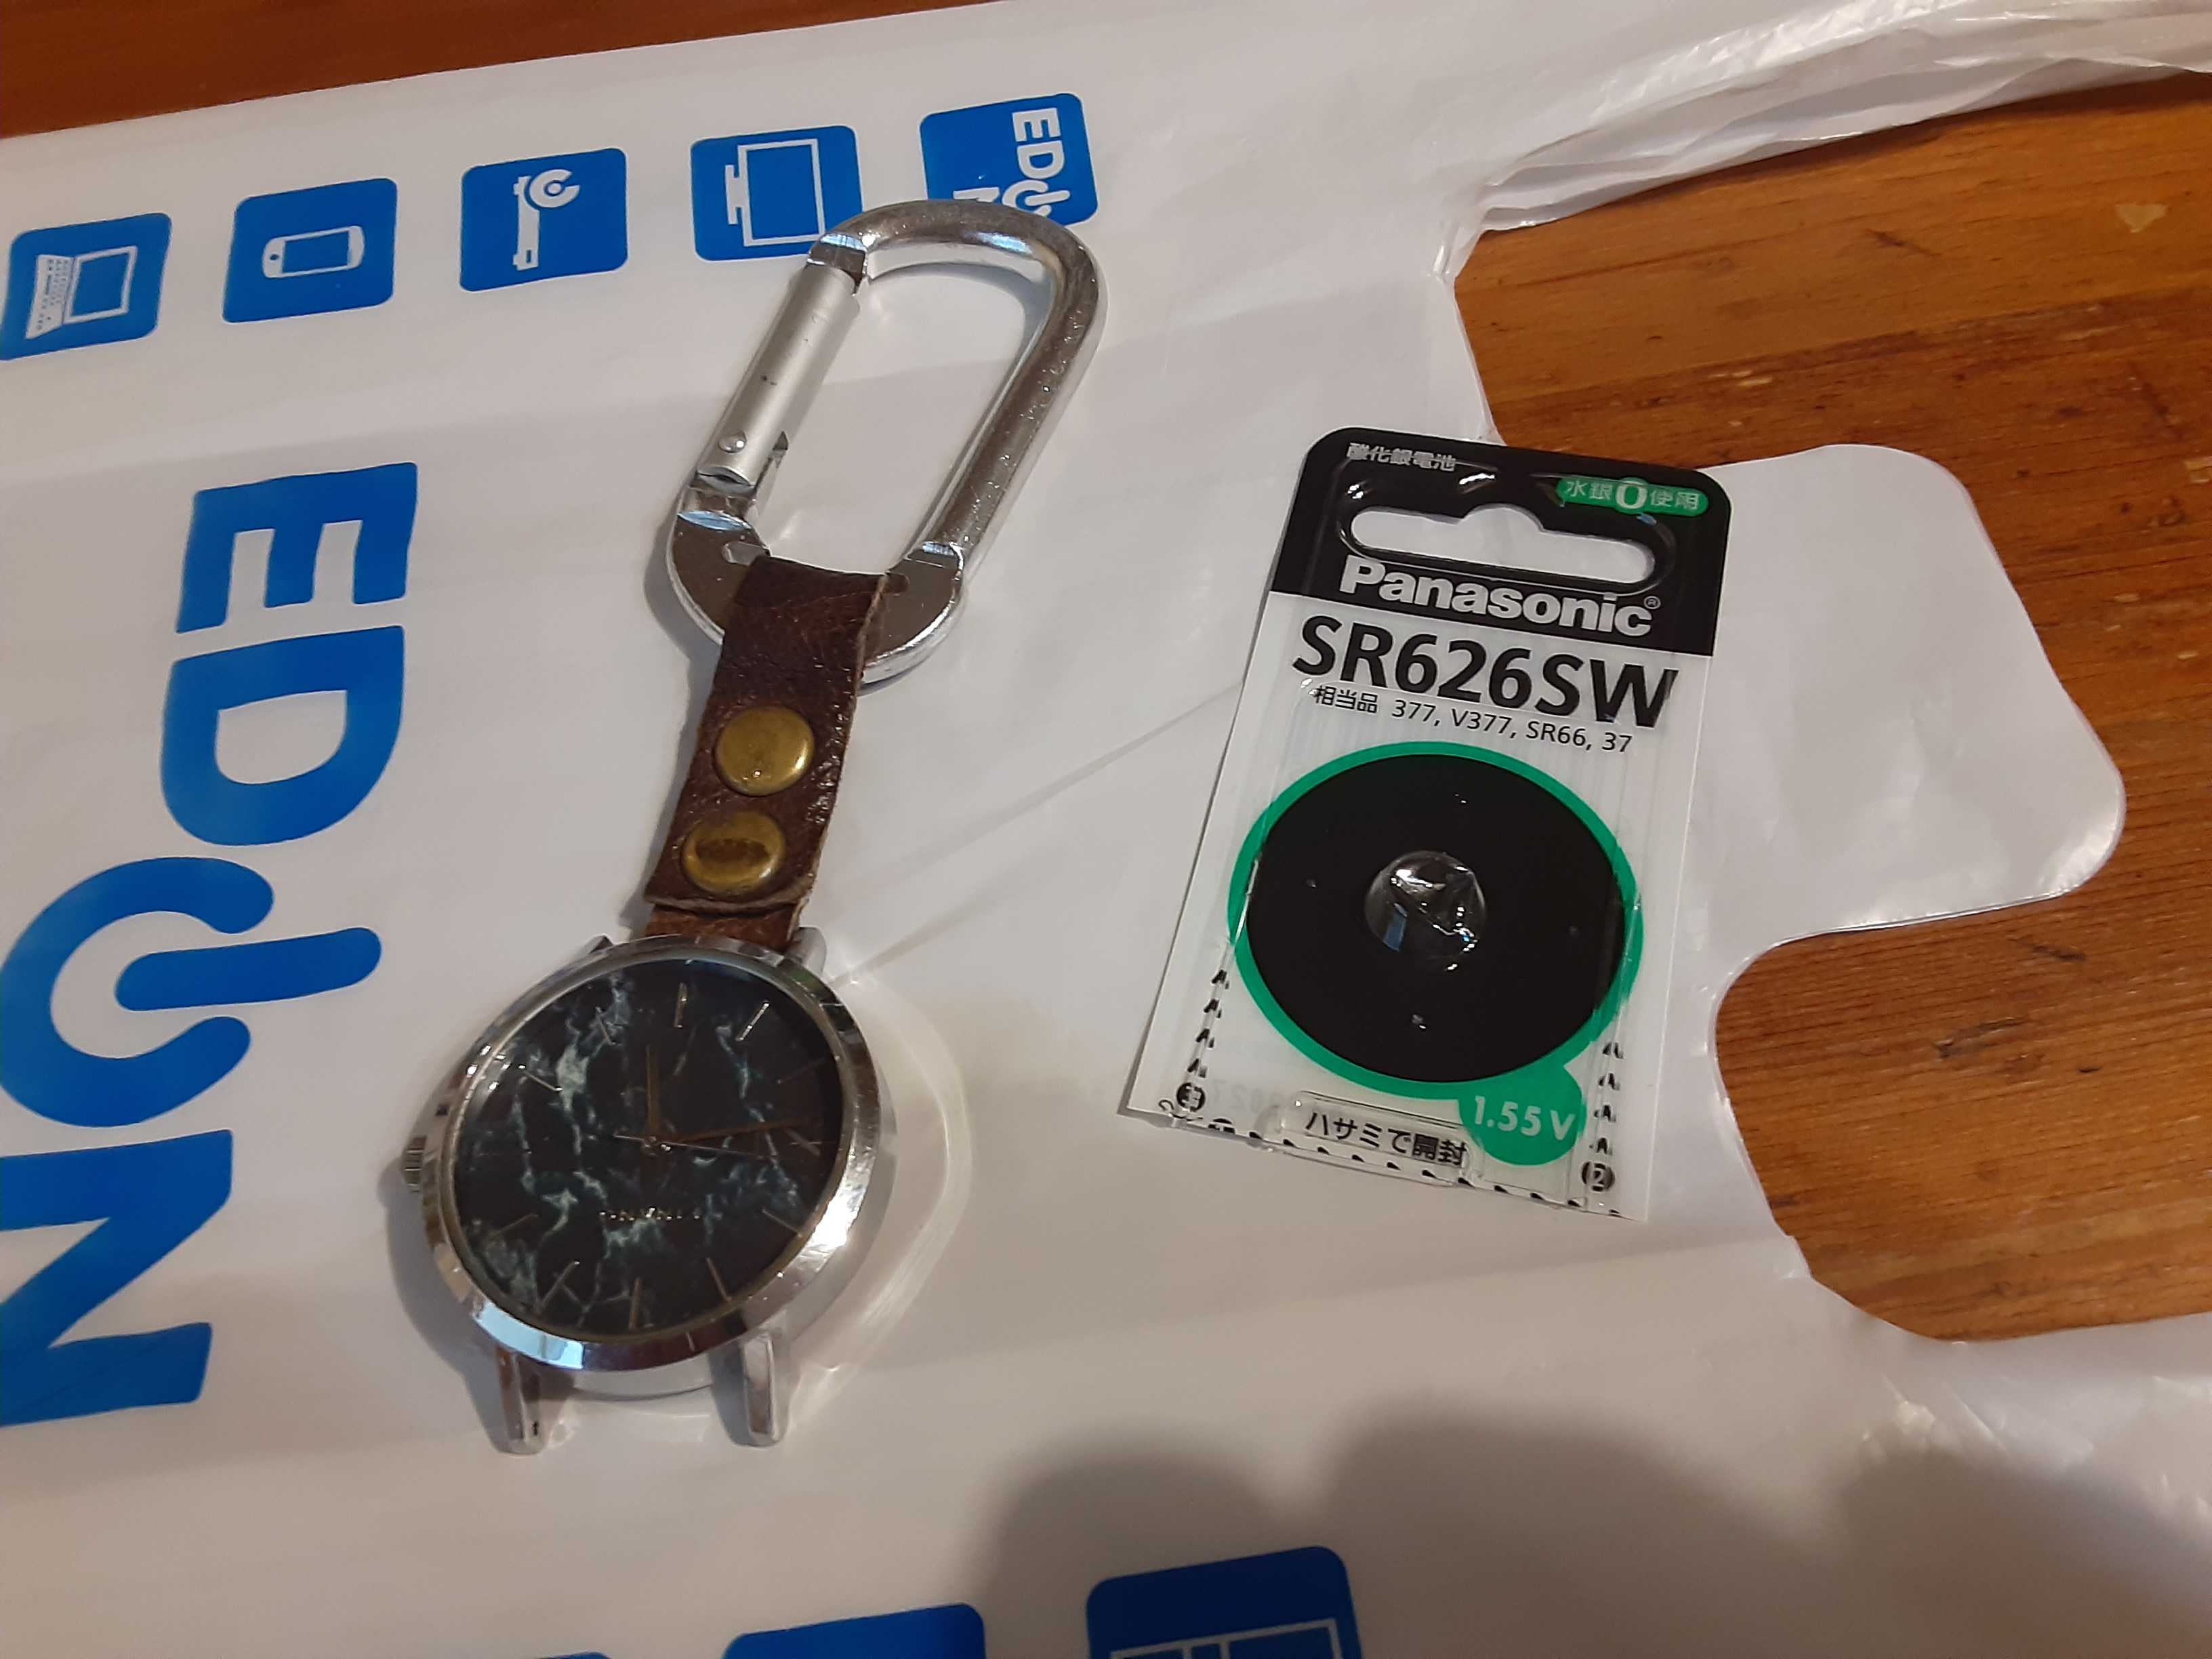 EDION
EDION
酸化銀電池
水銀0使用
Panasonic®
SR626SW
相当品 377, V377, SR66, 37
1.55V
ハサミで開封